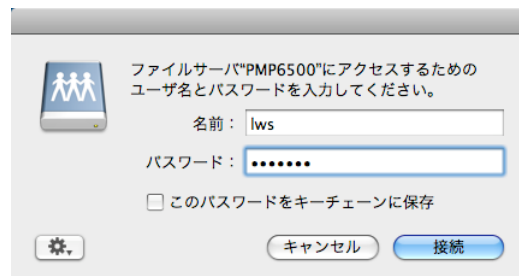 ファイルサーバ“PMP6500”にアクセスするための
ユーザ名とパスワードを入力してください。
名前： lws
パスワード： •••••••
このパスワードをキーチェーンに保存
キャンセル 接続